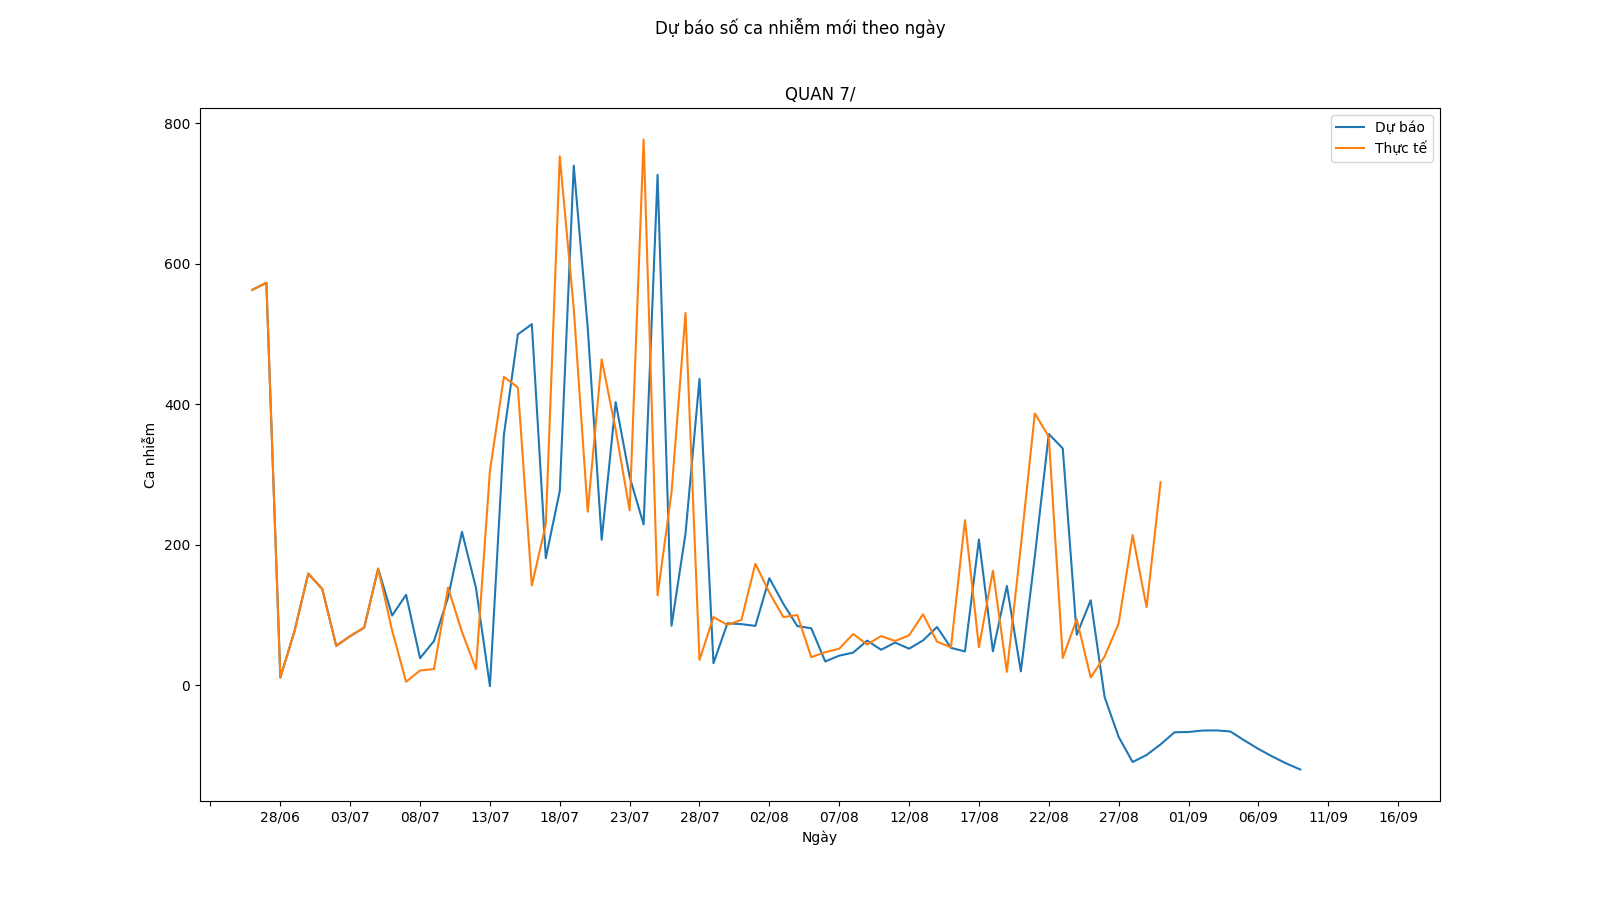 Dự báo số ca nhiễm mới theo ngày
QUAN 7/
Dự báo
Thực tế
800
600
400
200
0
Ca nhiễm
28/06 03/07 08/07 13/07 18/07 23/07 28/07 02/08 07/08 12/08 17/08 22/08 27/08 01/09 06/09 11/09 16/09
Ngày